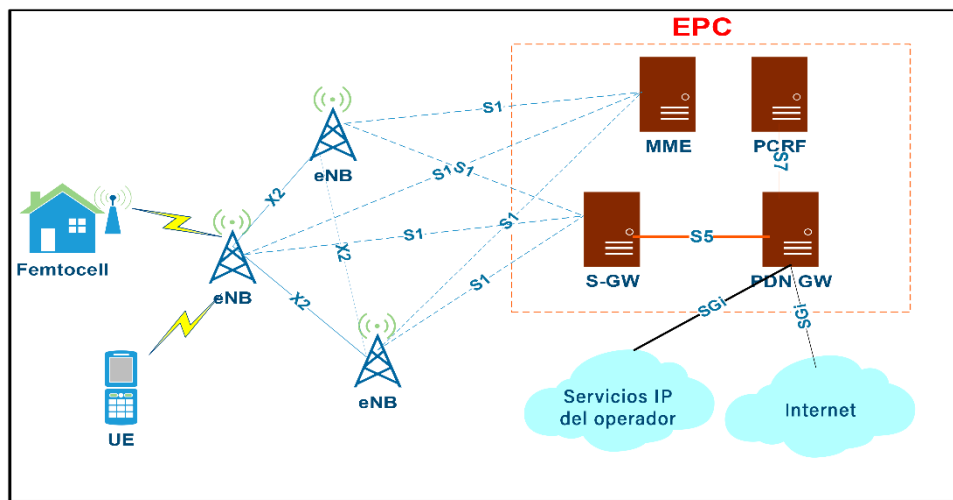 EPC
S1
MME
PCRF
eNB
S1
S1
S7
X2
Femtocell
S1
S1
X2
S5
eNB
S-GW
PDN GW
X2
S1
SGi
SGi
UE
eNB
Servicios IP
del operador
Internet